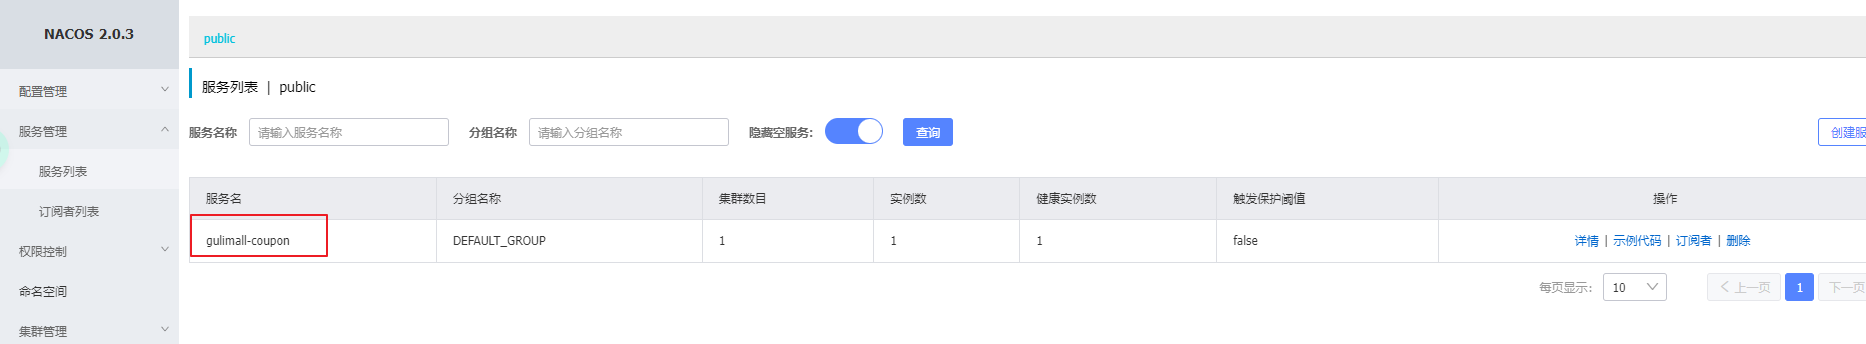 NACOS 2.0.3
配置管理
服务管理
服务列表
订阅者列表
权限控制
命名空间
集群管理
public
服务列表 | public
服务名称 请输入服务名称 分组名称 请输入分组名称 隐藏空服务: 查询 创建服
服务名 分组名称 集群数目 实例数 健康实例数 触发保护阈值 操作
gulimall-coupon DEFAULT_GROUP 1 1 1 false 详情 | 示例代码 | 订阅者 | 删除
每页显示: 10 上一页 1 下一页